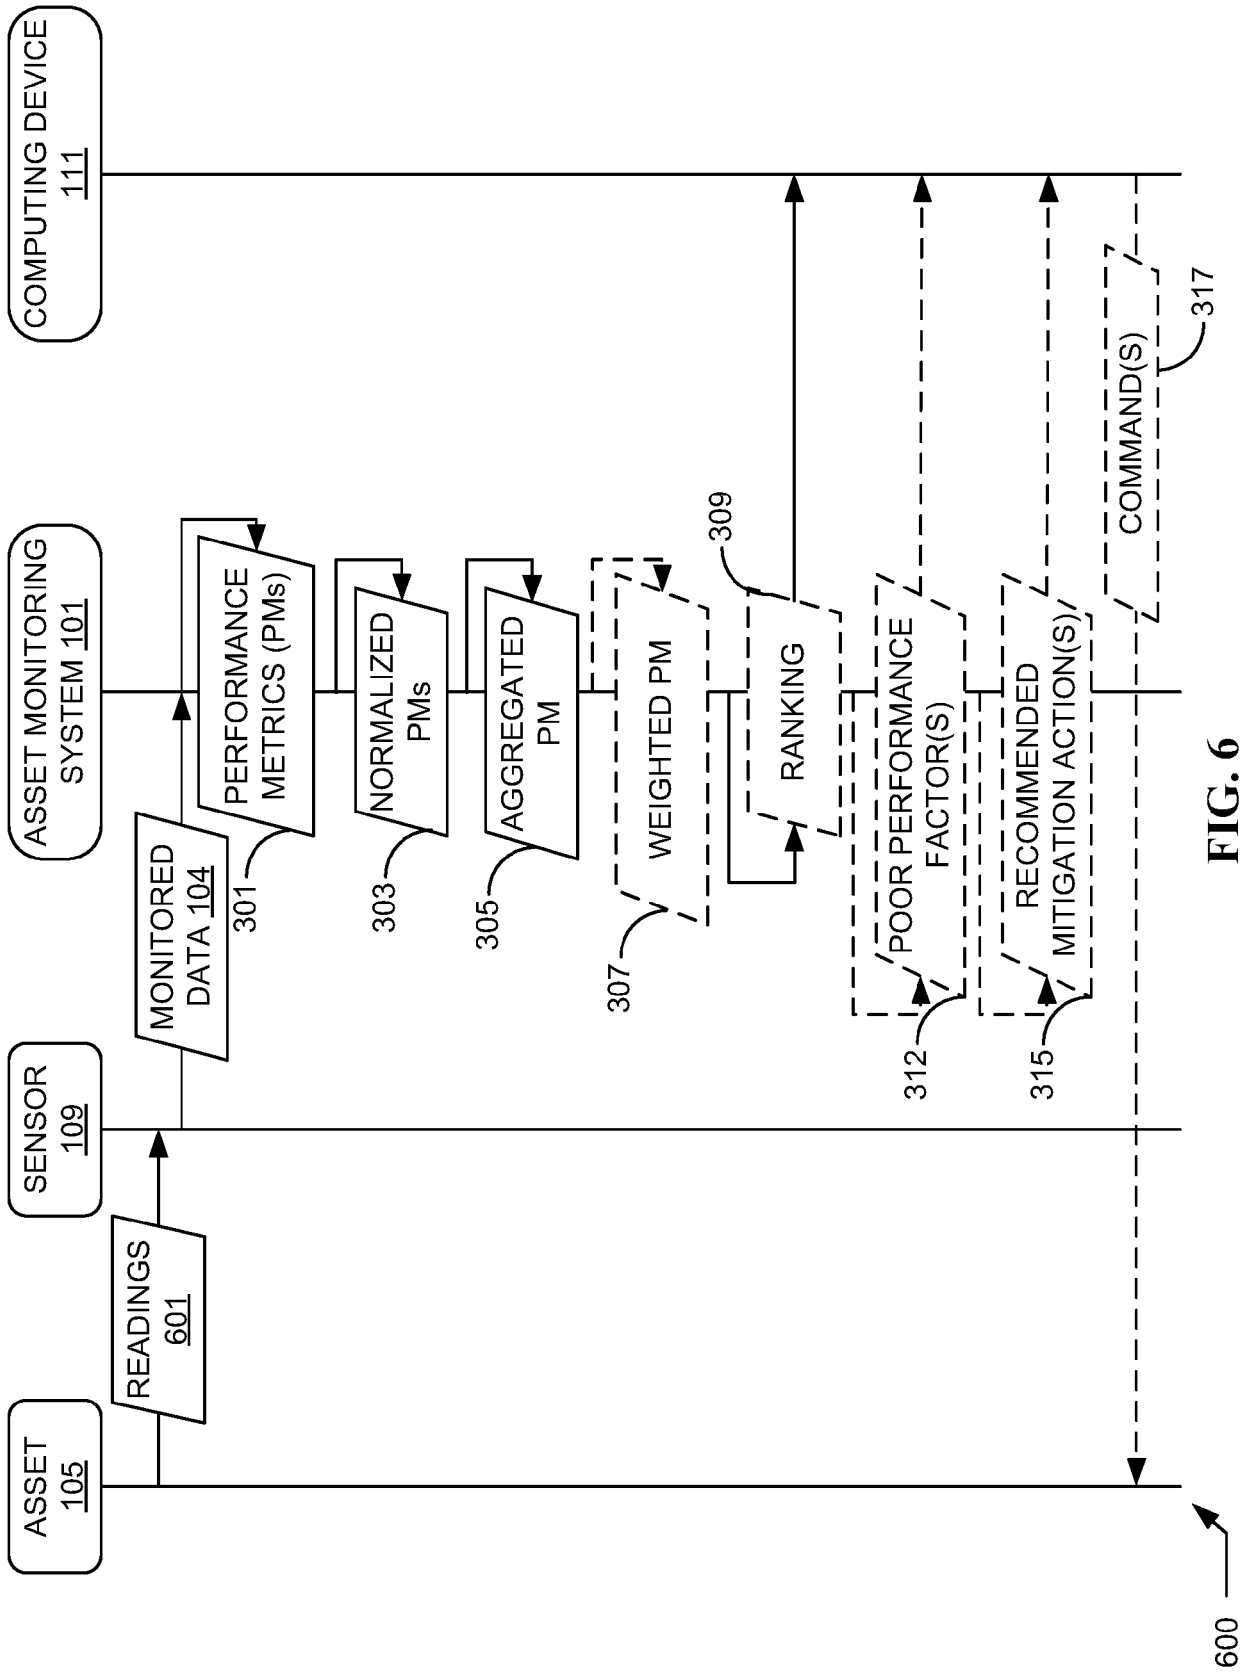 ASSET
105
SENSOR
109
ASSET MONITORING
SYSTEM 101
COMPUTING DEVICE
111
READINGS
601
MONITORED
DATA 104
PERFORMANCE
METRICS (PMs)
301
NORMALIZED
PMs
303
AGGREGATED
PM
305
WEIGHTED PM
307
RANKING
309
POOR PERFORMANCE
FACTOR(S)
312
RECOMMENDED
MITIGATION ACTION(S)
315
COMMAND(S)
317
600
FIG. 6